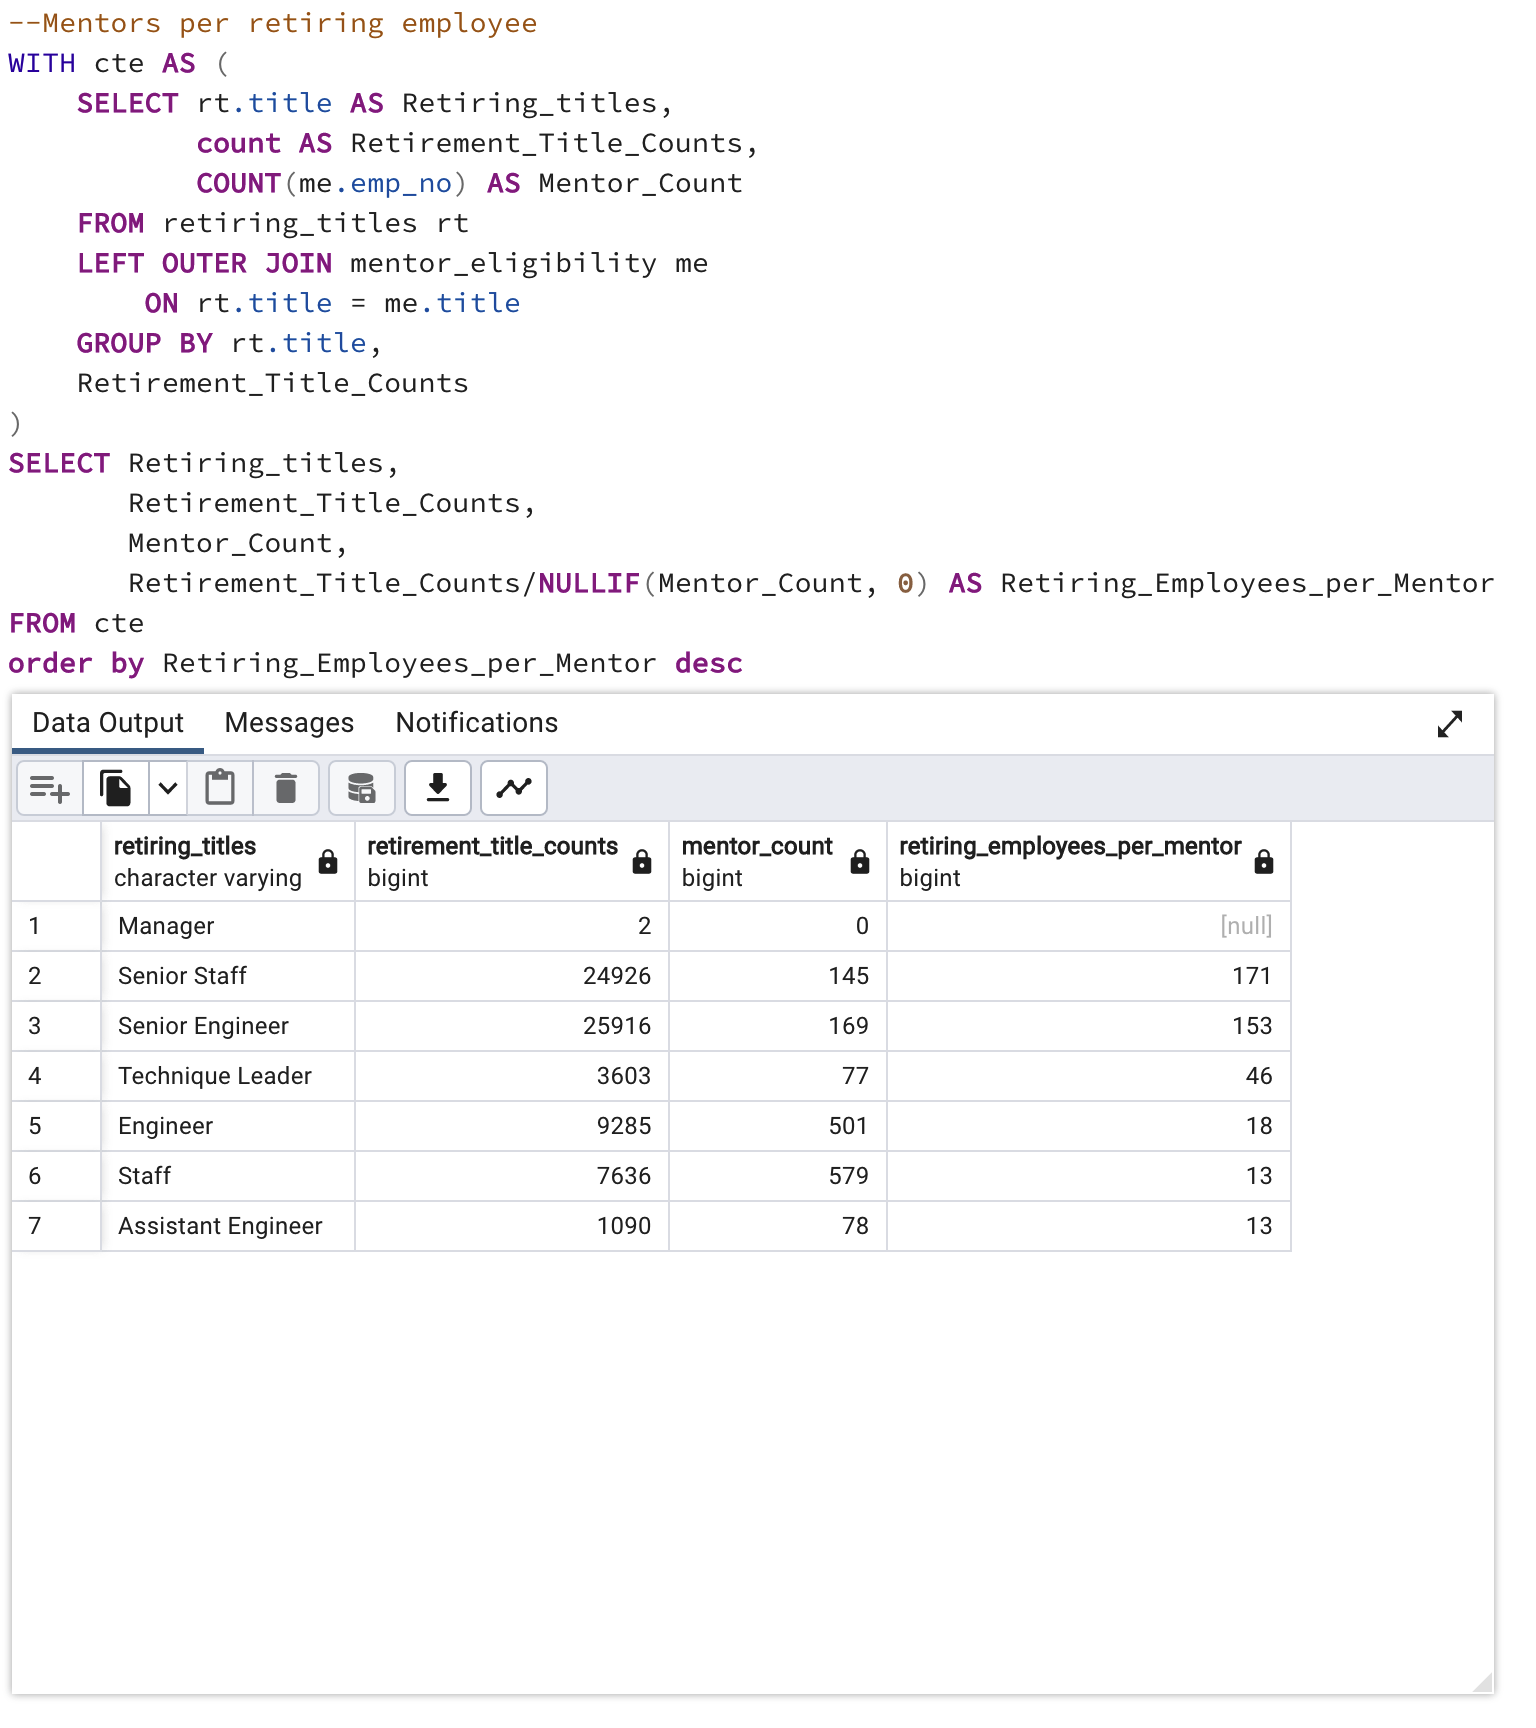 --Mentors per retiring employee
WITH cte AS (
    SELECT rt.title AS Retiring_titles,
           count AS Retirement_Title_Counts,
           COUNT(me.emp_no) AS Mentor_Count
    FROM retiring_titles rt
    LEFT OUTER JOIN mentor_eligibility me
        ON rt.title = me.title
    GROUP BY rt.title,
    Retirement_Title_Counts
)
SELECT Retiring_titles,
       Retirement_Title_Counts,
       Mentor_Count,
       Retirement_Title_Counts/NULLIF(Mentor_Count, 0) AS Retiring_Employees_per_Mentor
FROM cte
order by Retiring_Employees_per_Mentor desc
Data Output Messages Notifications
retiring_titles retirement_title_counts mentor_count retiring_employees_per_mentor
character varying bigint bigint bigint
1 Manager 2 0 [null]
2 Senior Staff 24926 145 171
3 Senior Engineer 25916 169 153
4 Technique Leader 3603 77 46
5 Engineer 9285 501 18
6 Staff 7636 579 13
7 Assistant Engineer 1090 78 13